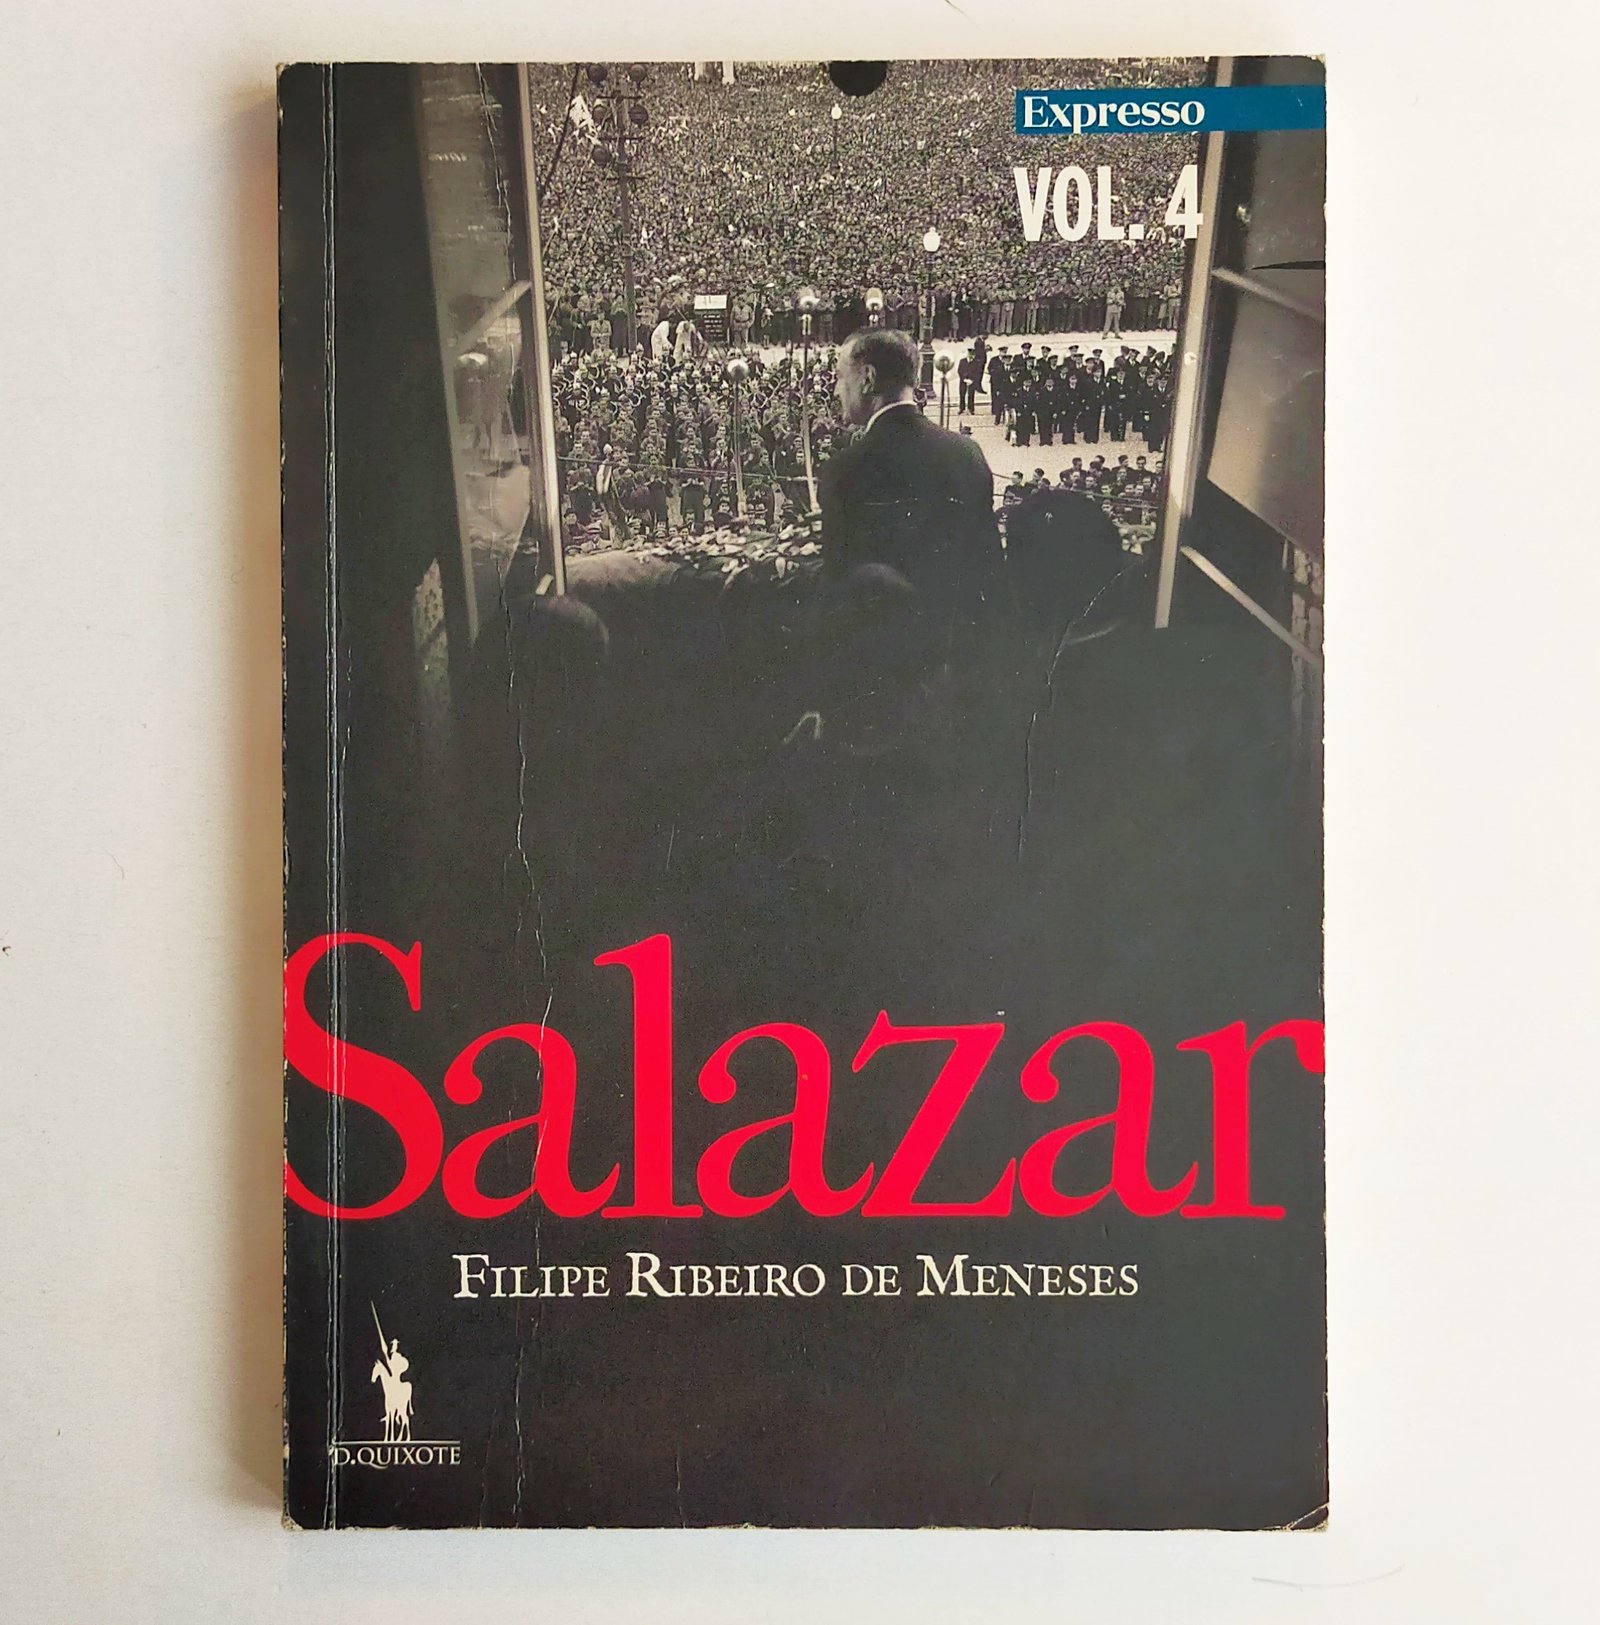 Expresso
VOL. 4
Salazar
FILIPE RIBEIRO DE MENESES
D.QUIXOTE